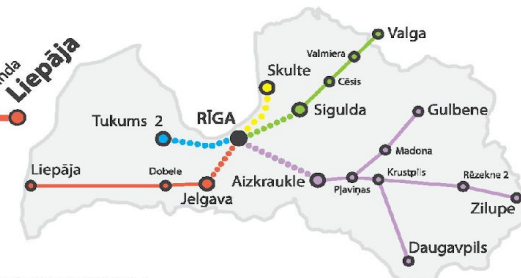 Liepāja
Valga
Valmiera
Cēsis
Skulte
Sigulda
Tukums 2
RĪGA
Gulbene
Madona
Liepāja
Dobele
Jelgava
Aizkraukle
Pļaviņas
Krustpils
Rēzekne 2
Zilupe
Daugavpils